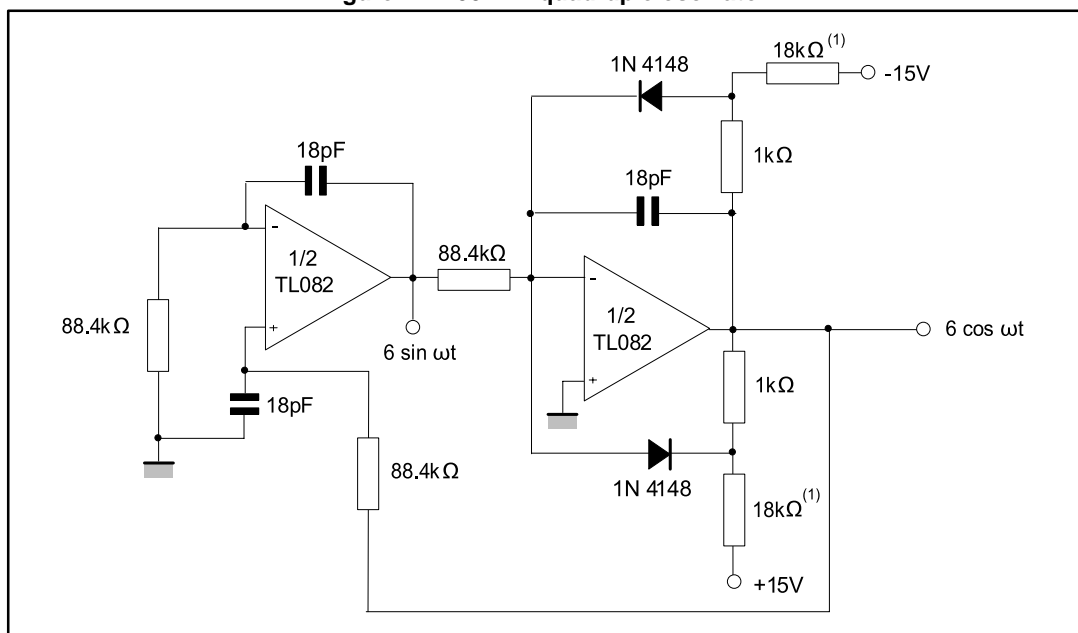 18kΩ(1)
1N 4148
-15V
1kΩ
18pF
18pF
88.4kΩ
-
1/2
TL082
+
-
1/2
TL082
+
88.4kΩ
6 sin ωt
6 cos ωt
1kΩ
18pF
88.4kΩ
1N 4148
18kΩ(1)
+15V